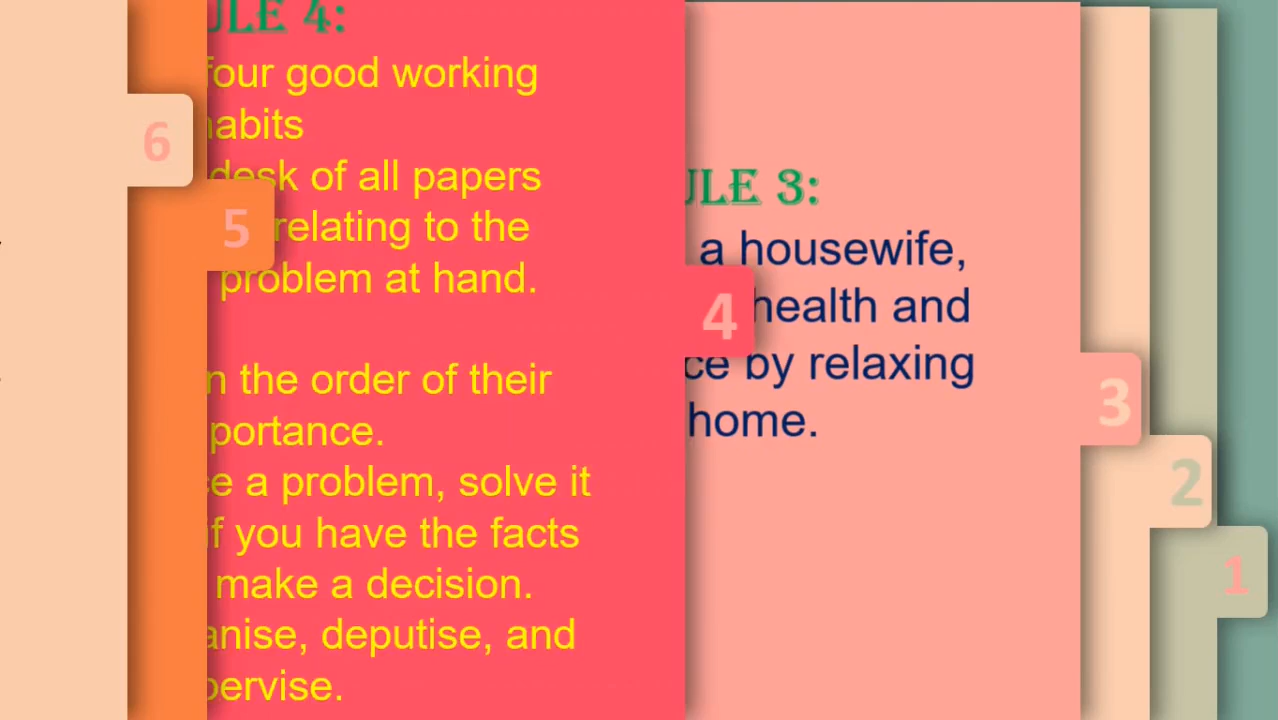 ULE 4:
four good working
habits
desk of all papers
relating to the
problem at hand.
n the order of their
portance.
ce a problem, solve it
if you have the facts
make a decision.
anise, deputise, and
pervise.
ULE 3:
a housewife,
health and
ce by relaxing
home.
6
5
4
3
2
1